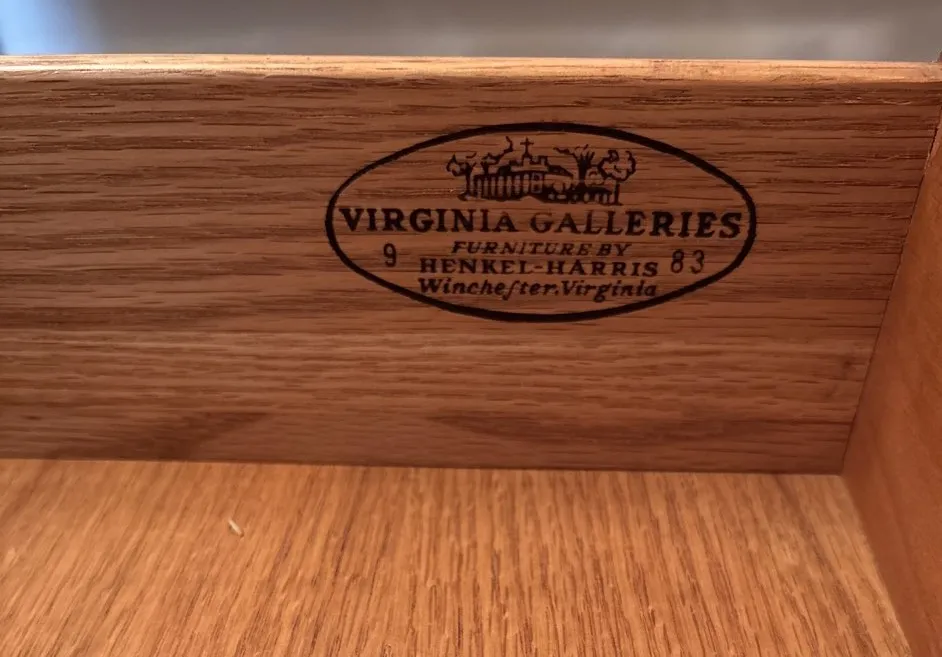 VIRGINIA GALLERIES
FURNITURE BY
9 HENKEL-HARRIS 83
Wincheſter, Virginia